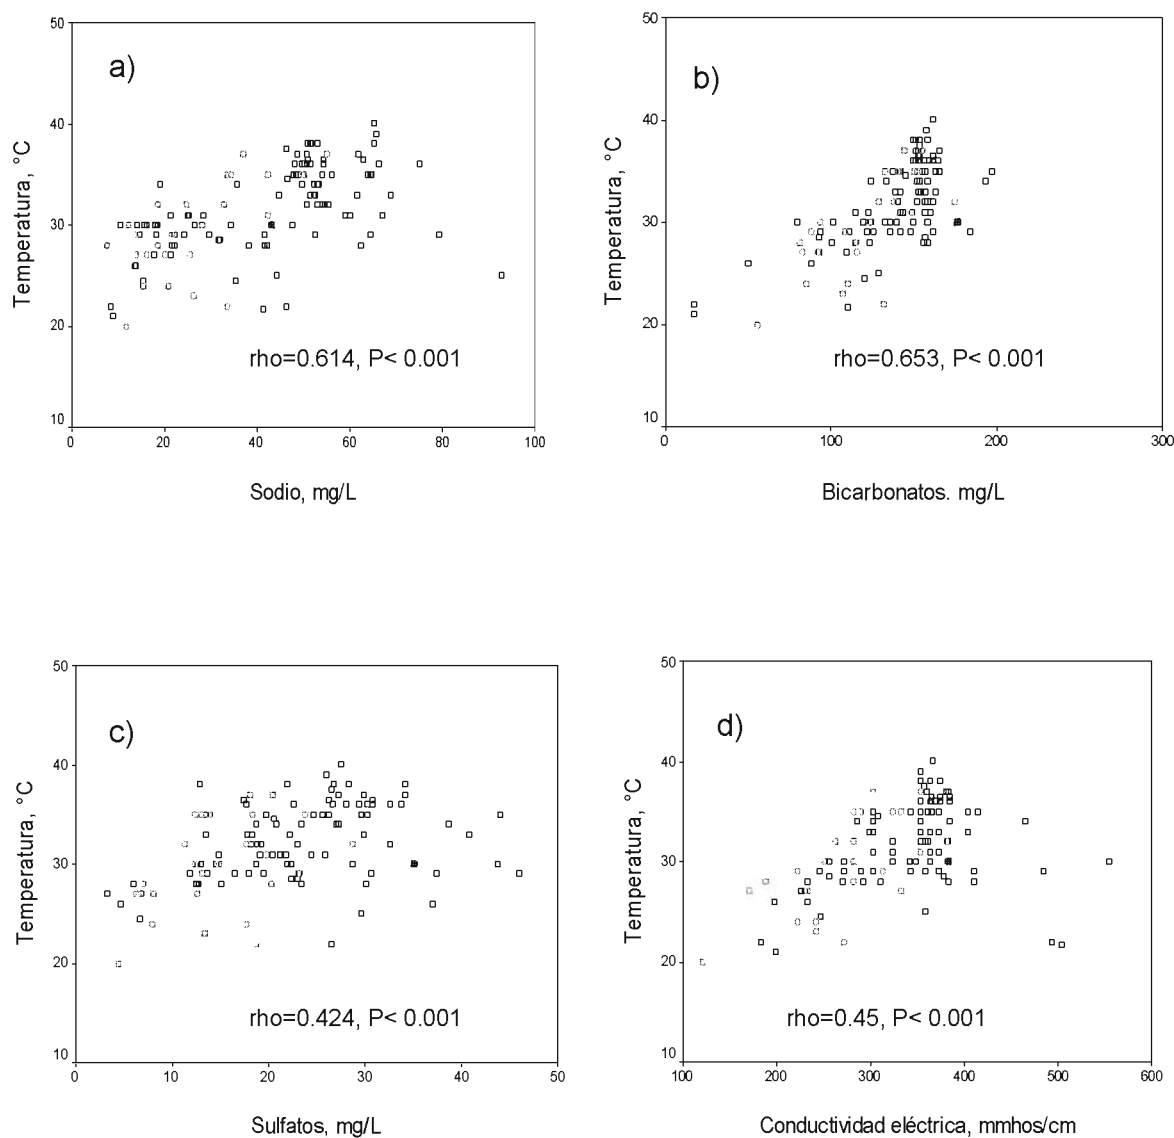 a)
50
40
30
20
10
Temperatura, °C
rho=0.614, P< 0.001
0 20 40 60 80 100
Sodio, mg/L
b)
50
40
30
20
10
Temperatura, °C
rho=0.653, P< 0.001
0 100 200 300
Bicarbonatos. mg/L
c)
50
40
30
20
10
Temperatura, °C
rho=0.424, P< 0.001
0 10 20 30 40 50
Sulfatos, mg/L
d)
50
40
30
20
10
Temperatura, °C
rho=0.45, P< 0.001
100 200 300 400 500 600
Conductividad eléctrica, mmhos/cm